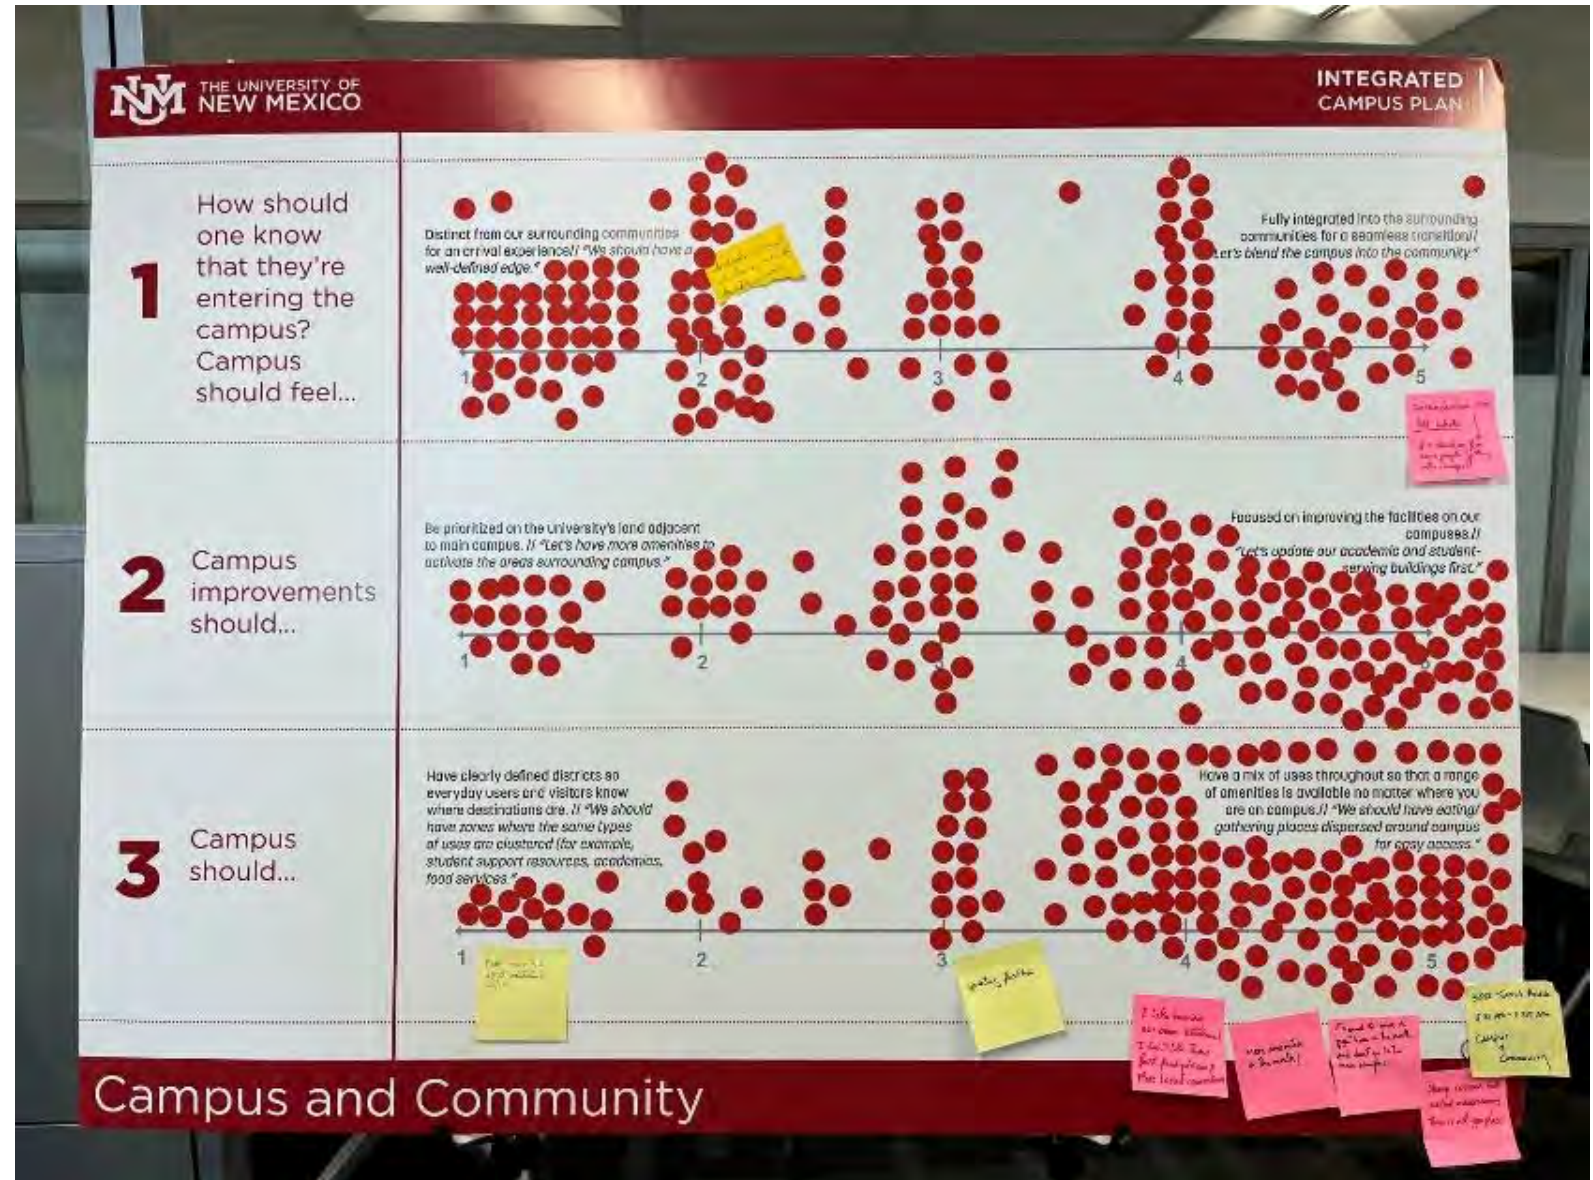 THE UNIVERSITY OF
NEW MEXICO
INTEGRATED
CAMPUS PLAN
1
How should
one know
that they're
entering the
campus?
Campus
should feel...
Distinct from our surrounding communities
for an arrival experience// "We should have a
well-defined edge."
Fully integrated into the surrounding
communities for a seamless transition//
Let's blend the campus into the community."
1 2 3 4 5
2
Campus
improvements
should...
Be prioritized on the university's land adjacent
to main campus. // "Let's have more amenities to
activate the areas surrounding campus."
Focused on improving the facilities on our
campuses.//
"Let's update our academic and student-
serving buildings first."
1 2 3 4
3
Campus
should...
Have clearly defined districts so
everyday users and visitors know
where destinations are. // "We should
have zones where the same types
of uses are clustered (for example,
student support resources, academics,
food services."
Have a mix of uses throughout so that a range
of amenities is available no matter where you
are on campus.// "We should have eating/
gathering places dispersed around campus
for easy access."
1 2 3 4 5
Campus
Community
Campus and Community